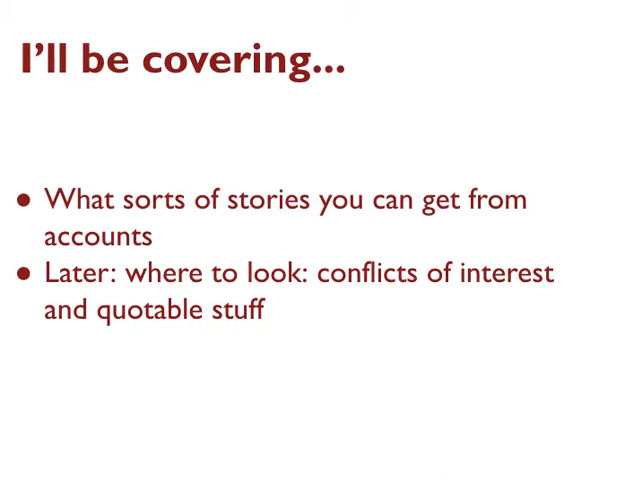 I’ll be covering...
● What sorts of stories you can get from
accounts
● Later: where to look: conflicts of interest
and quotable stuff